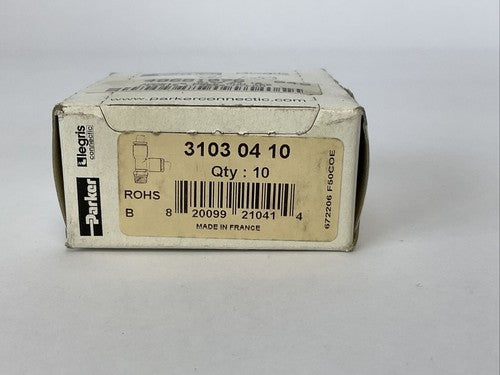 www.parkerconnectic.com
Parker
legris
connectic
3103 04 10
Qty : 10
ROHS
B 8 20099 21041 4
MADE IN FRANCE
672206 F50COE